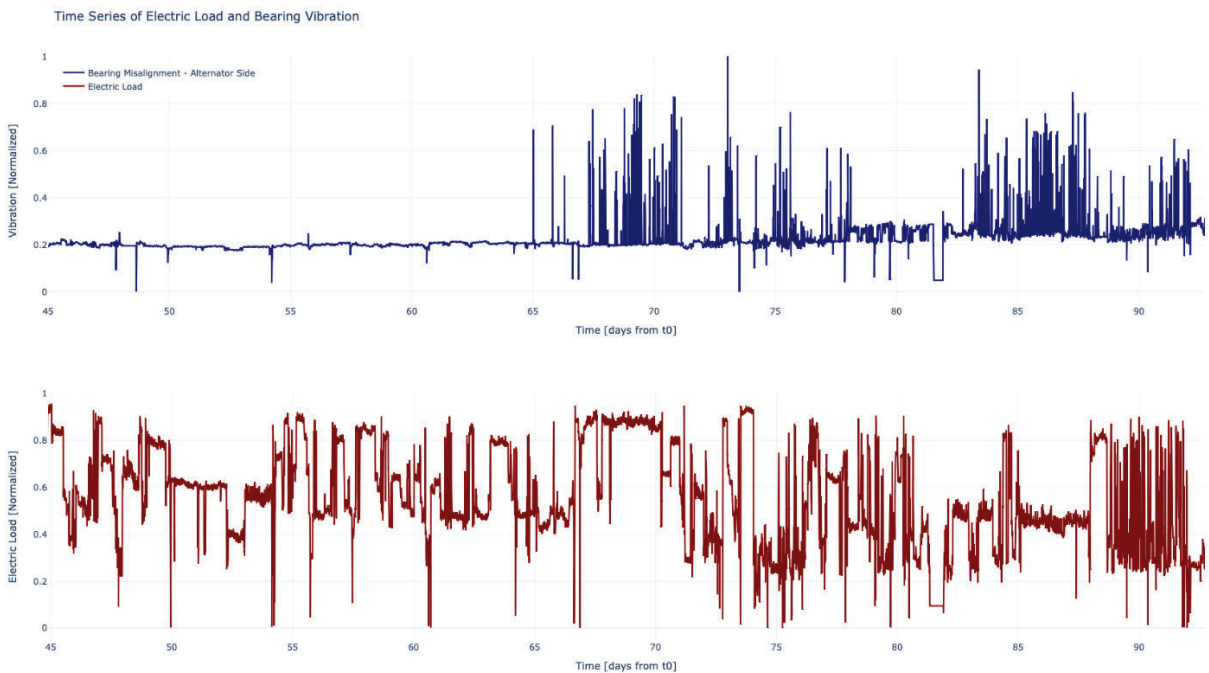 Time Series of Electric Load and Bearing Vibration
Bearing Misalignment - Alternator Side
Electric Load
Vibration [Normalized]
1
0.8
0.6
0.4
0.2
0
45 50 55 60 65 70 75 80 85 90
Time [days from t0]
Electric Load [Normalized]
1
0.8
0.6
0.4
0.2
0
45 50 55 60 65 70 75 80 85 90
Time [days from t0]